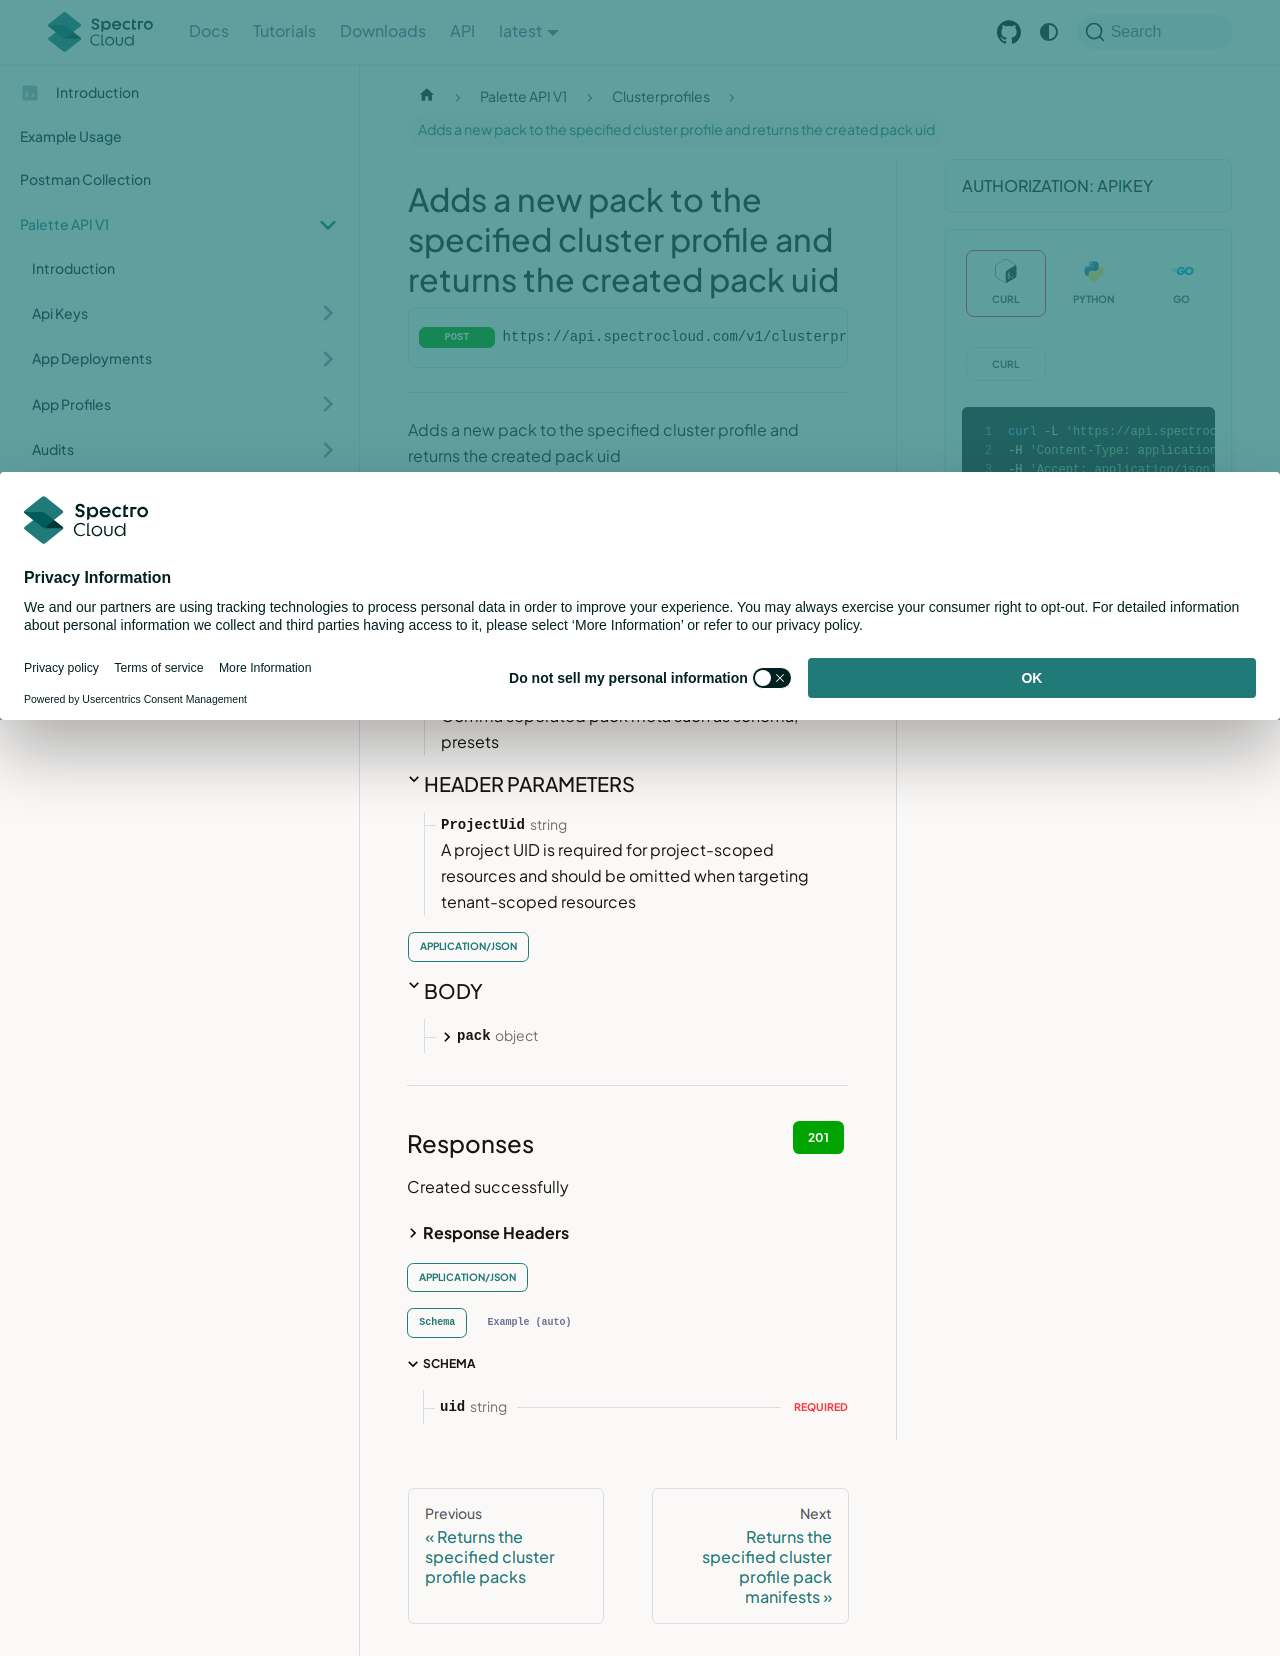 Spectro
Cloud
Docs
Tutorials
Downloads
API
latest
Search
Introduction
Example Usage
Postman Collection
Palette API V1
Introduction
Api Keys
App Deployments
App Profiles
Audits
Palette API V1
Clusterprofiles
Adds a new pack to the specified cluster profile and returns the created pack uid
Adds a new pack to the
specified cluster profile and
returns the created pack uid
POST https://api.spectrocloud.com/v1/clusterpr
Adds a new pack to the specified cluster profile and
returns the created pack uid
AUTHORIZATION: APIKEY
CURL
PYTHON
GO
CURL
1 curl -L 'https://api.spectroc
2 -H 'Content-Type: application
3 -H 'Accept: application/json'
Spectro
Cloud
Privacy Information
We and our partners are using tracking technologies to process personal data in order to improve your experience. You may always exercise your consumer right to opt-out. For detailed information
about personal information we collect and third parties having access to it, please select ‘More Information’ or refer to our privacy policy.
Privacy policy
Terms of service
More Information
Powered by Usercentrics Consent Management
Do not sell my personal information
OK
Comma seperated pack meta such as schema,
presets
HEADER PARAMETERS
ProjectUid string
A project UID is required for project-scoped
resources and should be omitted when targeting
tenant-scoped resources
APPLICATION/JSON
BODY
pack object
Responses
201
Created successfully
Response Headers
APPLICATION/JSON
Schema
Example (auto)
SCHEMA
uid string
REQUIRED
Previous
« Returns the
specified cluster
profile packs
Next
Returns the
specified cluster
profile pack
manifests »